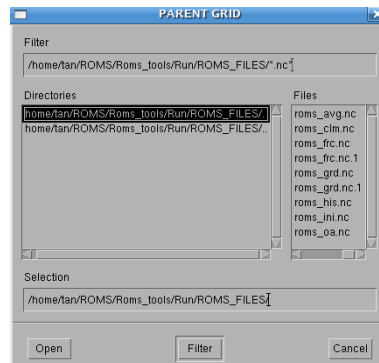 PARENT GRID
Filter
/home/tan/ROMS/Roms_tools/Run/ROMS_FILES/*.nc*
Directories
home/tan/ROMS/Roms_tools/Run/ROMS_FILES/.
home/tan/ROMS/Roms_tools/Run/ROMS_FILES/..
Files
roms_avg.nc
roms_clm.nc
roms_frc.nc
roms_frc.nc.1
roms_grd.nc
roms_grd.nc.1
roms_his.nc
roms_ini.nc
roms_oa.nc
Selection
/home/tan/ROMS/Roms_tools/Run/ROMS_FILES/
Open
Filter
Cancel